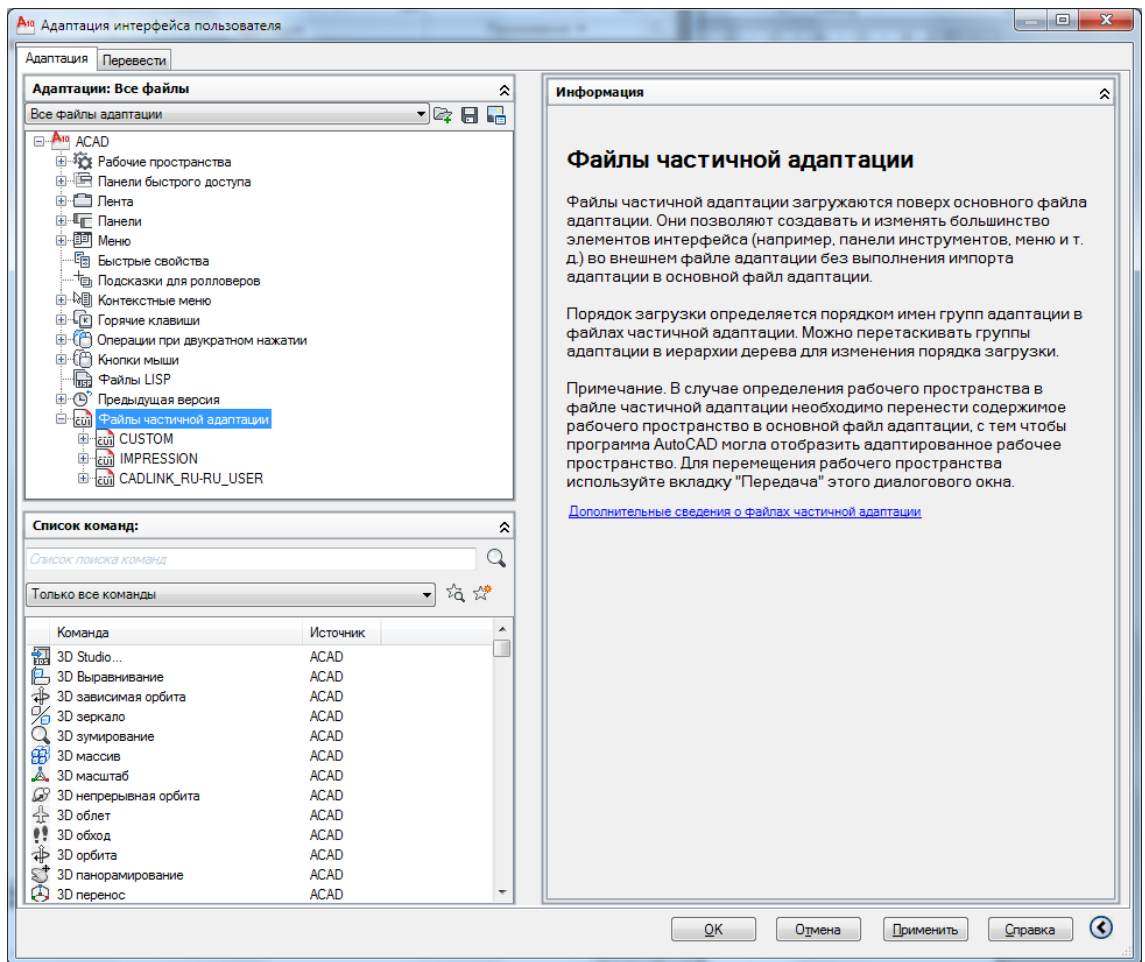 A10 Адаптация интерфейса пользователя
Адаптация Перевести
Адаптации: Все файлы
Все файлы адаптации
A10 ACAD
Рабочие пространства
Панели быстрого доступа
Лента
Панели
Меню
Быстрые свойства
Подсказки для ролловеров
Контекстные меню
Горячие клавиши
Операции при двукратном нажатии
Кнопки мыши
Файлы LISP
Предыдущая версия
Файлы частичной адаптации
CUSTOM
IMPRESSION
CADLINK_RU-RU_USER
Список команд:
Список поиска команд
Только все команды
Команда Источник
3D Studio... ACAD
3D Выравнивание ACAD
3D зависимая орбита ACAD
3D зеркало ACAD
3D зумирование ACAD
3D массив ACAD
3D масштаб ACAD
3D непрерывная орбита ACAD
3D облет ACAD
3D обход ACAD
3D орбита ACAD
3D панорамирование ACAD
3D перенос ACAD
Информация
Файлы частичной адаптации
Файлы частичной адаптации загружаются поверх основного файла
адаптации. Они позволяют создавать и изменять большинство
элементов интерфейса (например, панели инструментов, меню и т.
д.) во внешнем файле адаптации без выполнения импорта
адаптации в основной файл адаптации.
Порядок загрузки определяется порядком имен групп адаптации в
файлах частичной адаптации. Можно перетаскивать группы
адаптации в иерархии дерева для изменения порядка загрузки.
Примечание. В случае определения рабочего пространства в
файле частичной адаптации необходимо перенести содержимое
рабочего пространство в основной файл адаптации, с тем чтобы
программа AutoCAD могла отобразить адаптированное рабочее
пространство. Для перемещения рабочего пространства
используйте вкладку "Передача" этого диалогового окна.
Дополнительные сведения о файлах частичной адаптации
OK Отмена Применить Справка